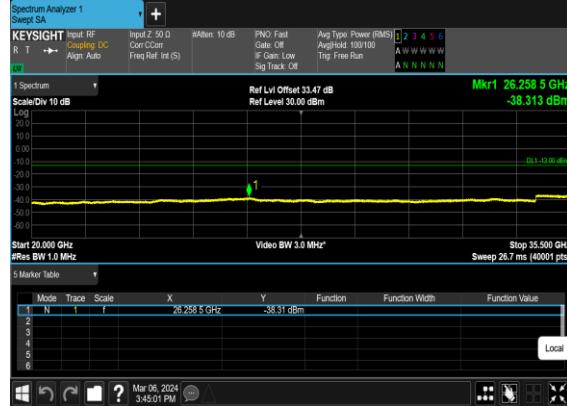 Spectrum Analyzer 1
Swept SA
+
KEYSIGHT Input: RF Input Z: 50 Ω #Atten: 10 dB PNO: Fast Avg Type: Power (RMS) 1 2 3 4 5 6
R T Coupling: DC Corr CCorr Gate: Off Avg|Hold: 100/100 A W W W W W
Align: Auto Freq Ref: Int (S) IF Gain: Low Trig: Free Run
Sig Track: Off A N N N N N
1 Spectrum Ref Lvl Offset 33.47 dB Mkr1 26.258 5 GHz
Scale/Div 10 dB Ref Level 30.00 dBm -38.313 dBm
Log
20.0
10.0
0.00
-10.0
DL1 -13.00 dBm
-20.0
-30.0
1
-40.0
-50.0
-60.0
Start 20.000 GHz Video BW 3.0 MHz* Stop 35.500 GHz
#Res BW 1.0 MHz Sweep 26.7 ms (40001 pts)
5 Marker Table
Mode Trace Scale X Y Function Function Width Function Value
1 N 1 f 26.258 5 GHz -38.31 dBm
2
3
4
5
6
Local
? Mar 06, 2024
3:45:01 PM